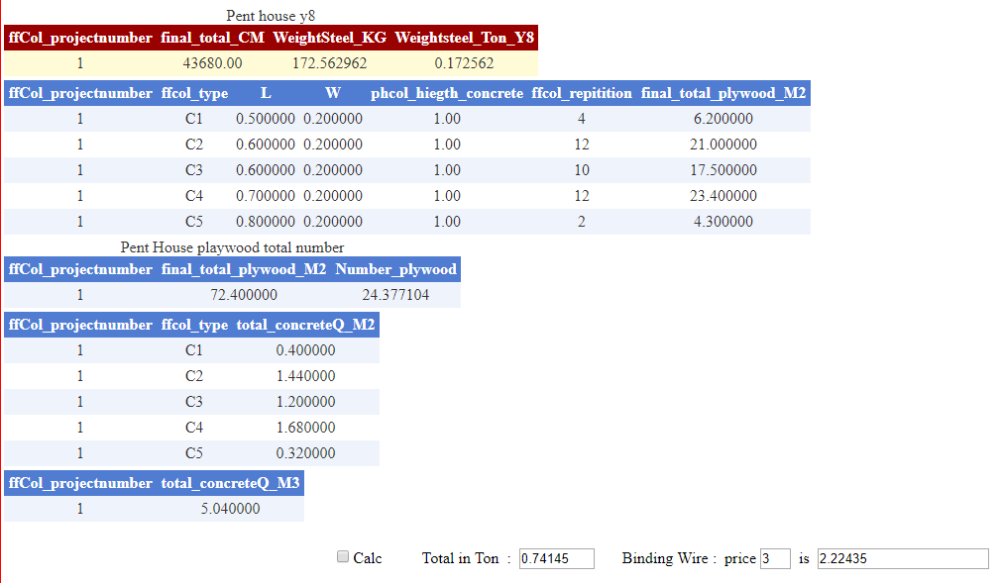 Pent house y8
ffCol_projectnumber final_total_CM WeightSteel_KG Weightsteel_Ton_Y8
1 43680.00 172.562962 0.172562
ffCol_projectnumber ffcol_type L W phcol_hiegth_concrete ffcol_repitition final_total_plywood_M2
1 C1 0.500000 0.200000 1.00 4 6.200000
1 C2 0.600000 0.200000 1.00 12 21.000000
1 C3 0.600000 0.200000 1.00 10 17.500000
1 C4 0.700000 0.200000 1.00 12 23.400000
1 C5 0.800000 0.200000 1.00 2 4.300000
Pent House playwood total number
ffCol_projectnumber final_total_plywood_M2 Number_plywood
1 72.400000 24.377104
ffCol_projectnumber ffcol_type total_concreteQ_M2
1 C1 0.400000
1 C2 1.440000
1 C3 1.200000
1 C4 1.680000
1 C5 0.320000
ffCol_projectnumber total_concreteQ_M3
1 5.040000
Calc Total in Ton : 0.74145 Binding Wire : price 3 is 2.22435